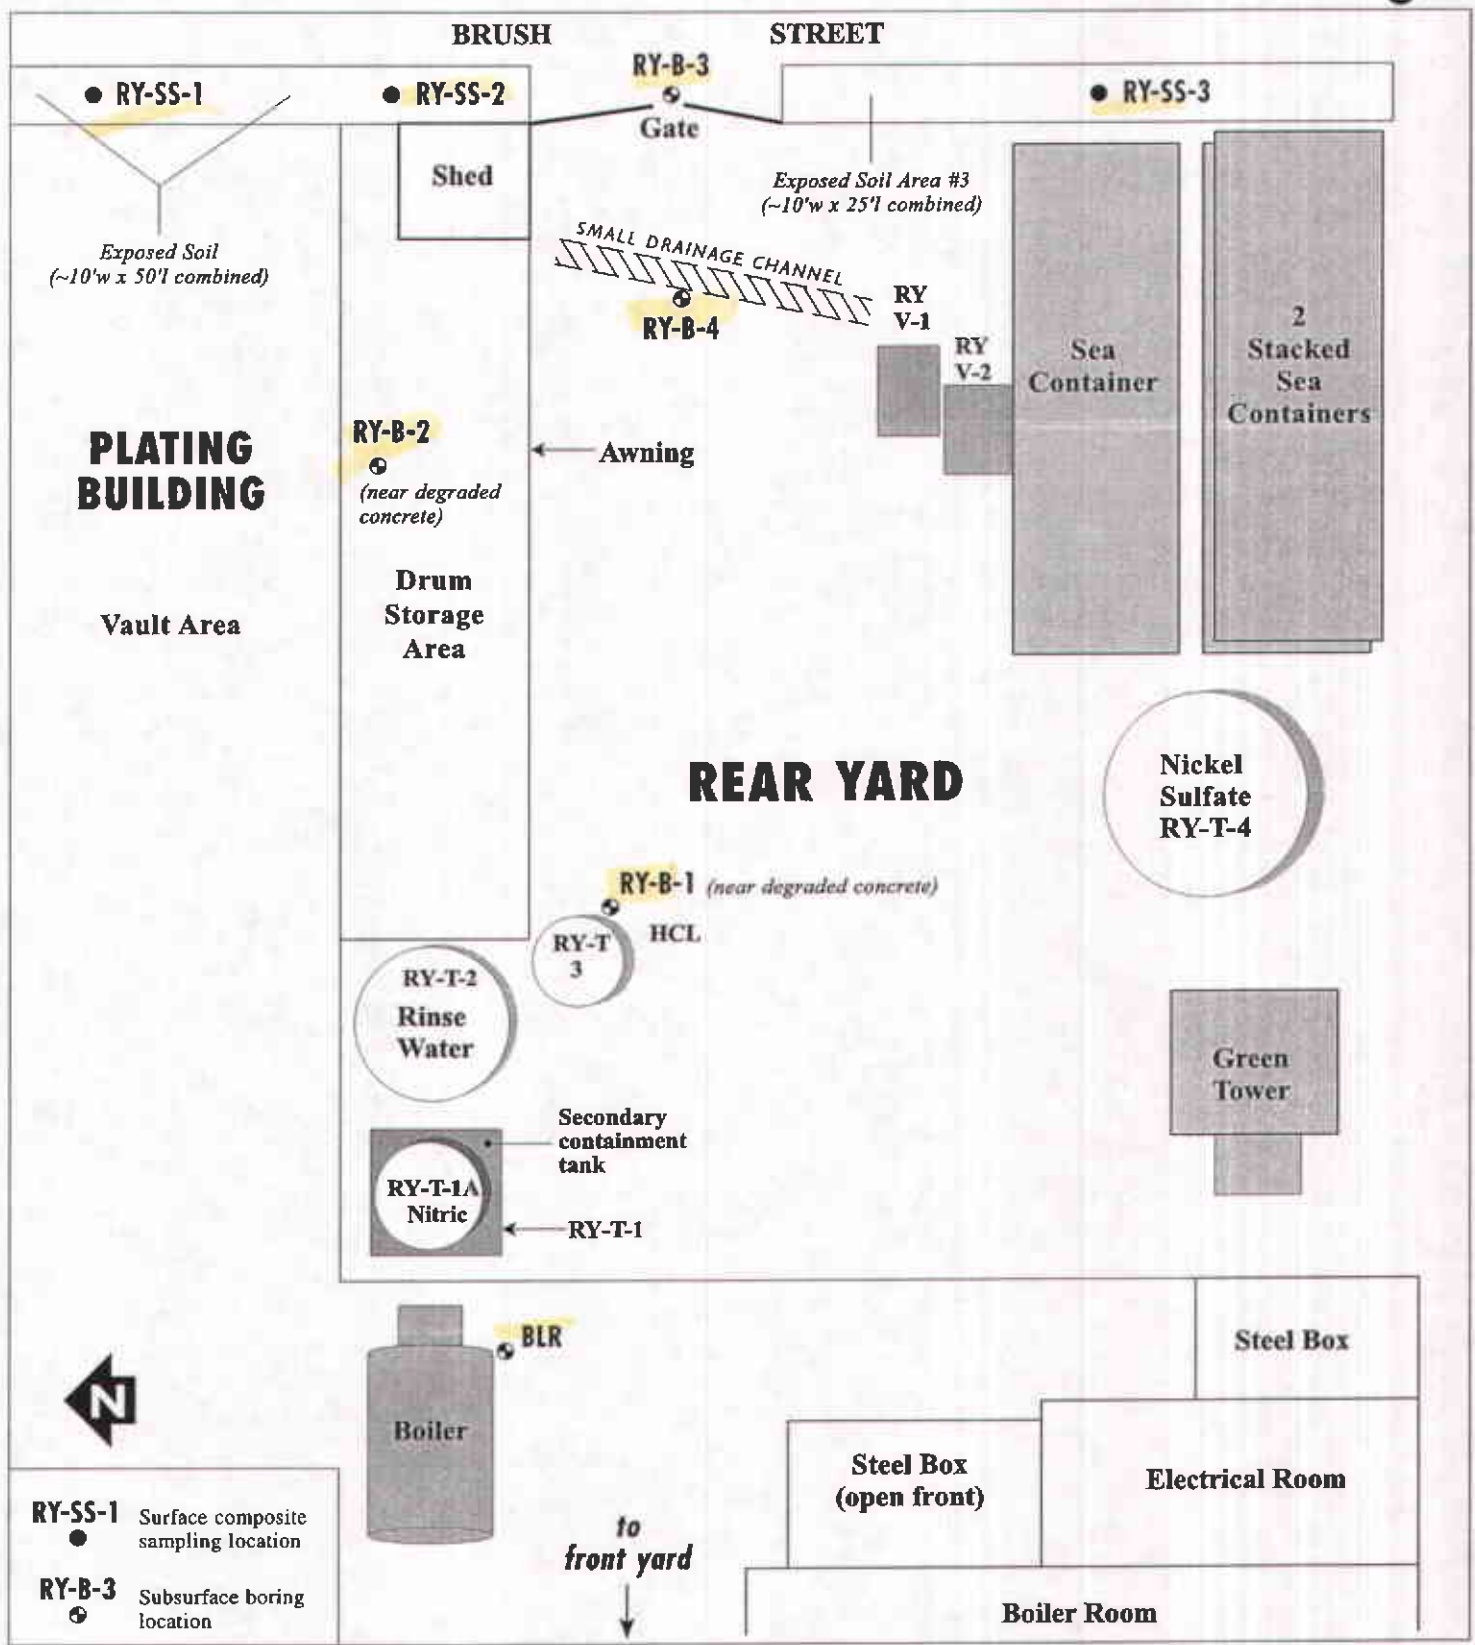 BRUSH STREET
RY-SS-1
RY-SS-2
RY-B-3
Gate
RY-SS-3
Shed
Exposed Soil Area #3
(~10'w x 25'l combined)
Exposed Soil
(~10'w x 50'l combined)
SMALL DRAINAGE CHANNEL
RY-B-4
RY
V-1
RY
V-2
Sea
Container
2
Stacked
Sea
Containers
PLATING
BUILDING
RY-B-2
(near degraded
concrete)
Awning
Drum
Storage
Area
Vault Area
REAR YARD
Nickel
Sulfate
RY-T-4
RY-B-1 (near degraded concrete)
RY-T
3
HCL
RY-T-2
Rinse
Water
Green
Tower
Secondary
containment
tank
RY-T-1A
Nitric
RY-T-1
BLR
Boiler
N
Steel Box
Steel Box
(open front)
Electrical Room
to
front yard
Boiler Room
RY-SS-1 Surface composite
sampling location
RY-B-3 Subsurface boring
location